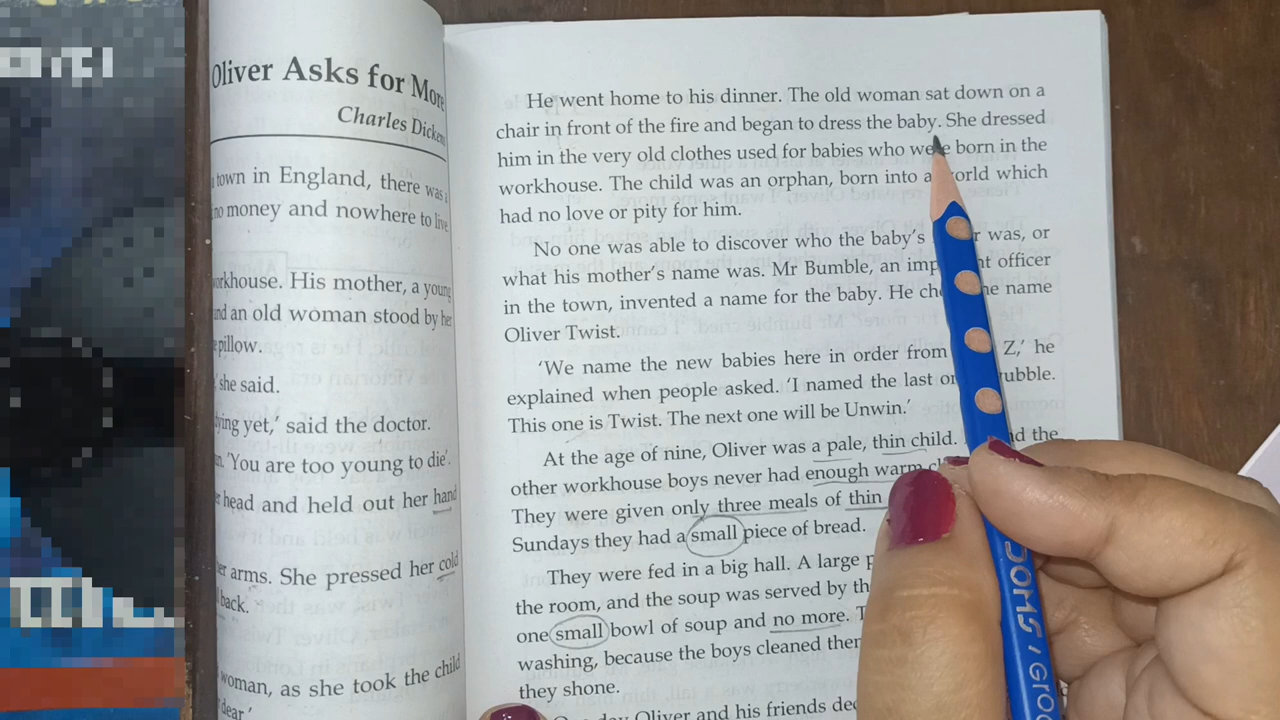 Oliver Asks for More
Charles
town in England, there was a
no money and nowhere to live
His mother, a young
and an old woman stood by her
pillow.
she said.
yet,' said the doctor.
'You are too young to die'.
head and held out her hand
arms. She pressed her cold
back.
woman, as she took the child
dear.'
He went home to his dinner. The old woman sat down on a
chair in front of the fire and began to dress the baby. She dressed
him in the very old clothes used for babies who were born in the
workhouse. The child was an orphan, born into a world which
had no love or pity for him.
No one was able to discover who the baby's was, or
what his mother's name was. Mr Bumble, an officer
in the town, invented a name for the baby. He name
Oliver Twist.
'We name the new babies here in order from Z,' he
explained when people asked. 'I named the last
This one is Twist. The next one will be Unwin.'
At the age of nine, Oliver was a pale, thin child. the
other workhouse boys never had enough warm
They were given only three meals of thin
Sundays they had a small piece of bread.
They were fed in a big hall. A large
the room, and the soup was served by
one small bowl of soup and no more.
washing, because the boys cleaned
they shone.
One day Oliver and his friends
DOMS